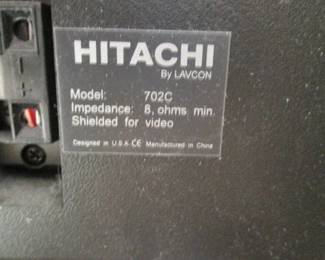 HITACHI
By LAVCON
Model: 702C
Impedance: 8, ohms min.
Shielded for video
Designed in U.S.A. CE Manufactured in China
- +